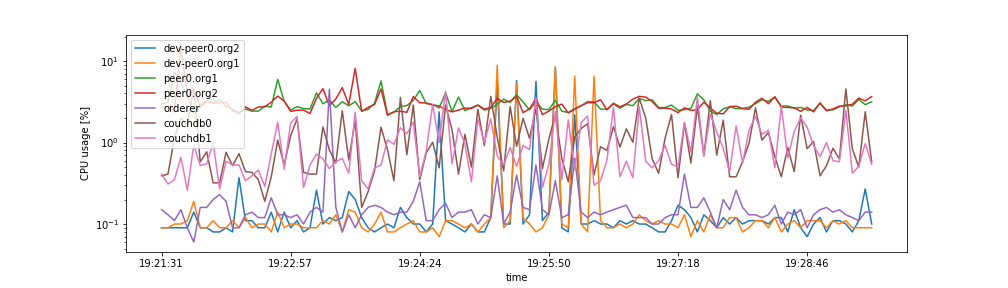 dev-peer0.org2
dev-peer0.org1
peer0.org1
peer0.org2
orderer
couchdb0
couchdb1
CPU usage [%]
10¹
10⁰
10⁻¹
19:21:31 19:22:57 19:24:24 19:25:50 19:27:18 19:28:46
time